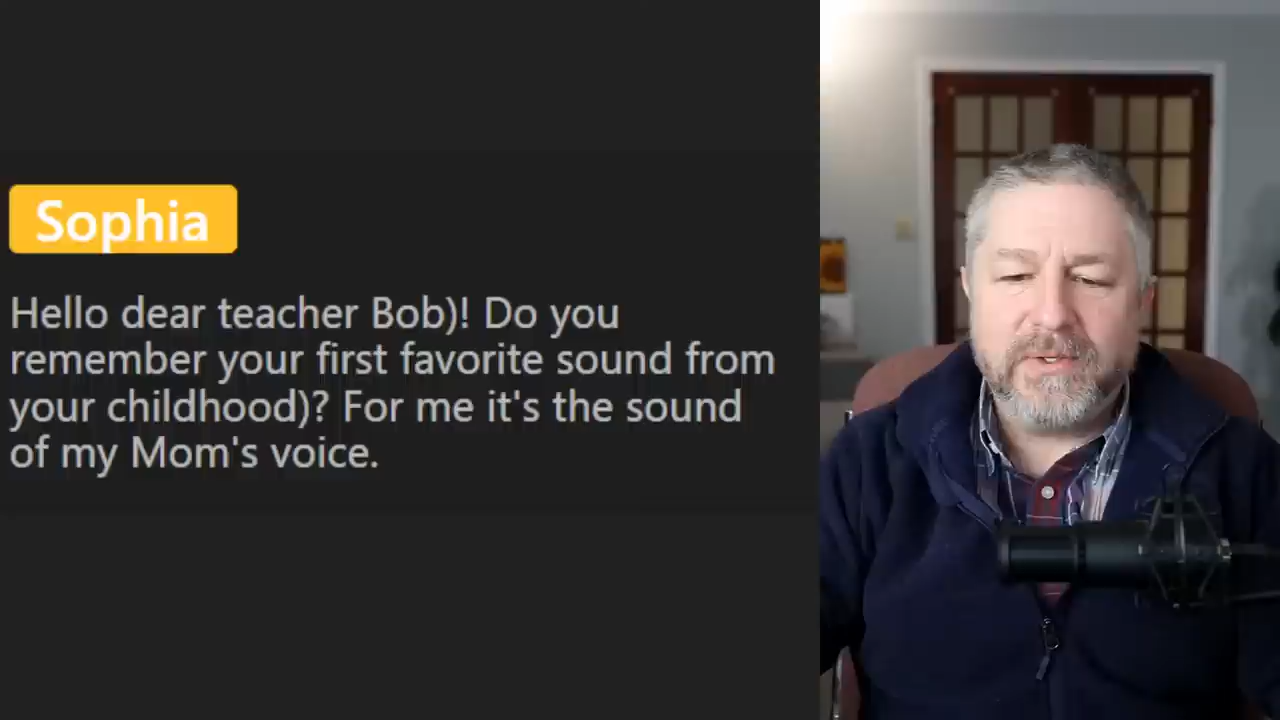 Sophia
Hello dear teacher Bob)! Do you
remember your first favorite sound from
your childhood)? For me it's the sound
of my Mom's voice.